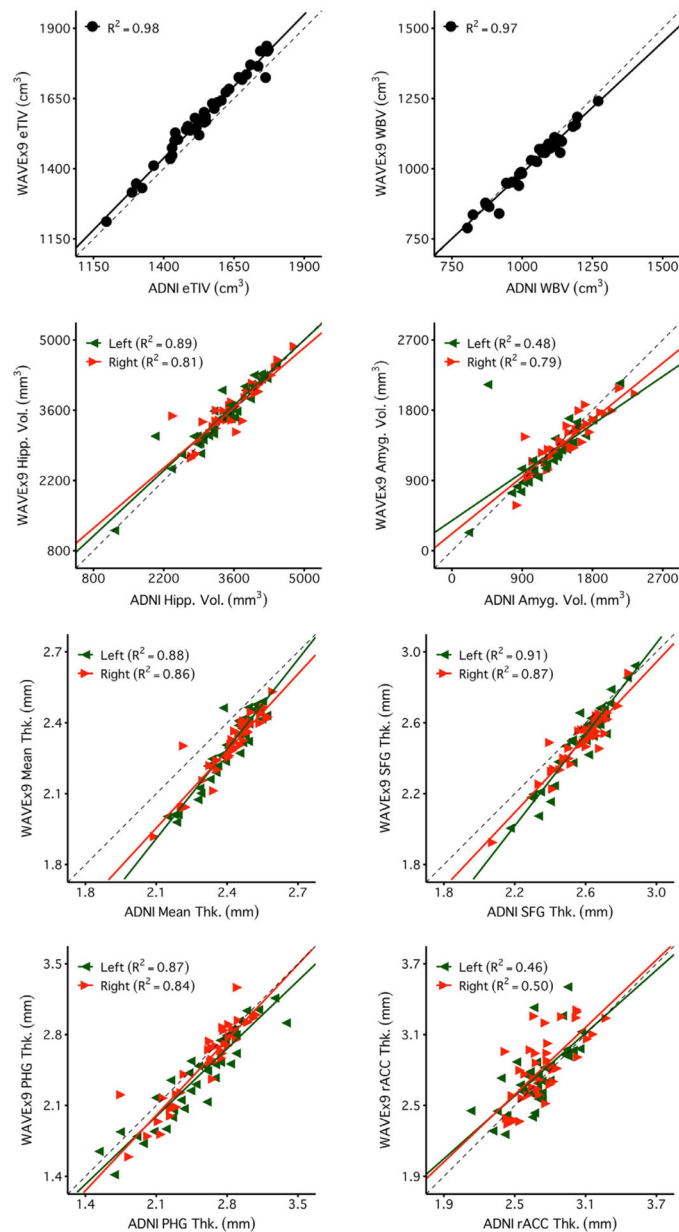 R² = 0.98
WAVEx9 eTIV (cm³)
1900
1650
1400
1150
1150 1400 1650 1900
ADNI eTIV (cm³)
R² = 0.97
WAVEx9 WBV (cm³)
1500
1250
1000
750
750 1000 1250 1500
ADNI WBV (cm³)
Left (R² = 0.89)
Right (R² = 0.81)
WAVEx9 Hipp. Vol. (mm³)
5000
3600
2200
800
800 2200 3600 5000
ADNI Hipp. Vol. (mm³)
Left (R² = 0.48)
Right (R² = 0.79)
WAVEx9 Amyg. Vol. (mm³)
2700
1800
900
0
0 900 1800 2700
ADNI Amyg. Vol. (mm³)
Left (R² = 0.88)
Right (R² = 0.86)
WAVEx9 Mean Thk. (mm)
2.7
2.4
2.1
1.8
1.8 2.1 2.4 2.7
ADNI Mean Thk. (mm)
Left (R² = 0.91)
Right (R² = 0.87)
WAVEx9 SFG Thk. (mm)
3.0
2.6
2.2
1.8
1.8 2.2 2.6 3.0
ADNI SFG Thk. (mm)
Left (R² = 0.87)
Right (R² = 0.84)
WAVEx9 PHG Thk. (mm)
3.5
2.8
2.1
1.4
1.4 2.1 2.8 3.5
ADNI PHG Thk. (mm)
Left (R² = 0.46)
Right (R² = 0.50)
WAVEx9 rACC Thk. (mm)
3.7
3.1
2.5
1.9
1.9 2.5 3.1 3.7
ADNI rACC Thk. (mm)